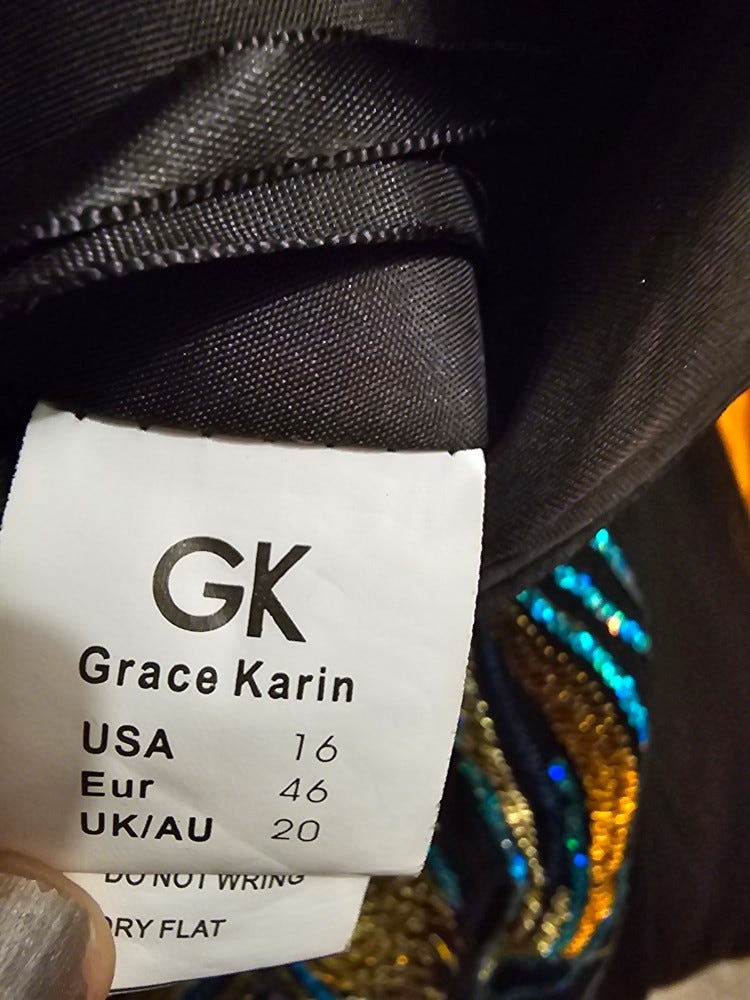 GK
Grace Karin
USA 16
Eur 46
UK/AU 20
DO NOT WRING
DRY FLAT